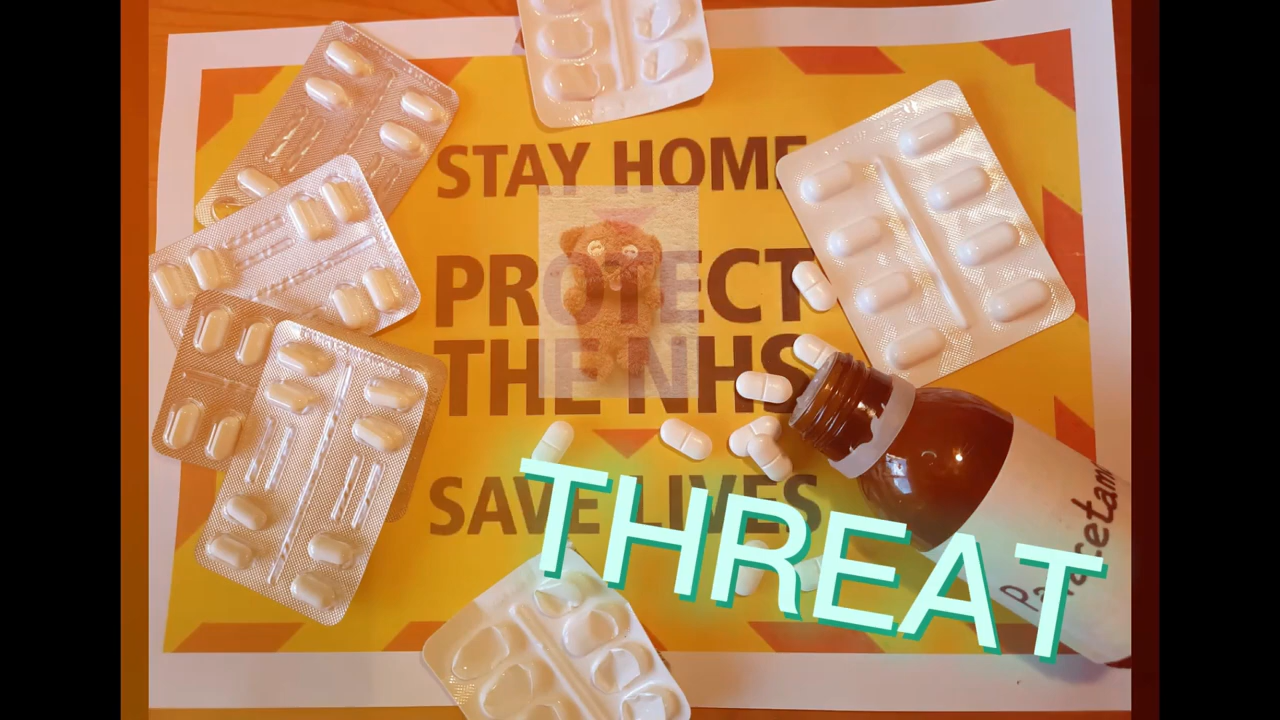 STAY HOME
PROTECT
THE NHS
SAVE LIVES
THREAT
Paracetam